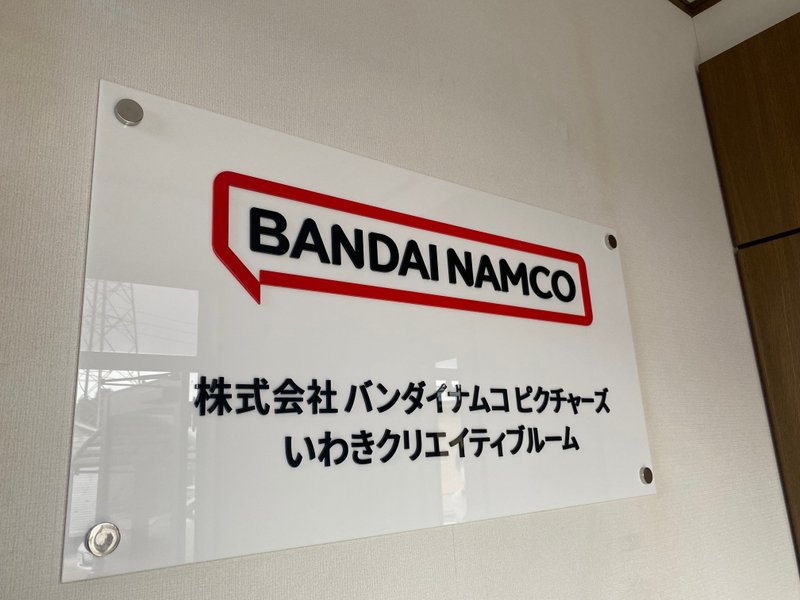 BANDAI NAMCO
株式会社 バンダイナムコ ピクチャーズ
いわきクリエイティブルーム